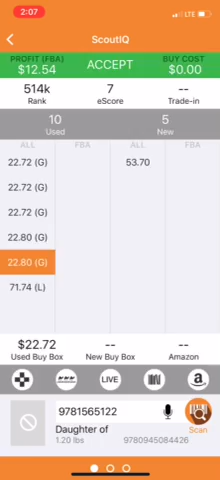 2:07
LTE
ScoutIQ
PROFIT (FBA) ACCEPT BUY COST
$12.54 $0.00
514k 7 --
Rank eScore Trade-in
10 5
Used New
ALL FBA ALL FBA
22.72 (G) 53.70
22.72 (G)
22.72 (G)
22.80 (G)
22.80 (G)
71.74 (L)
$22.72 -- --
Used Buy Box New Buy Box Amazon
LIVE a
9781565122
Scan
Daughter of
1.20 lbs 9780945084426